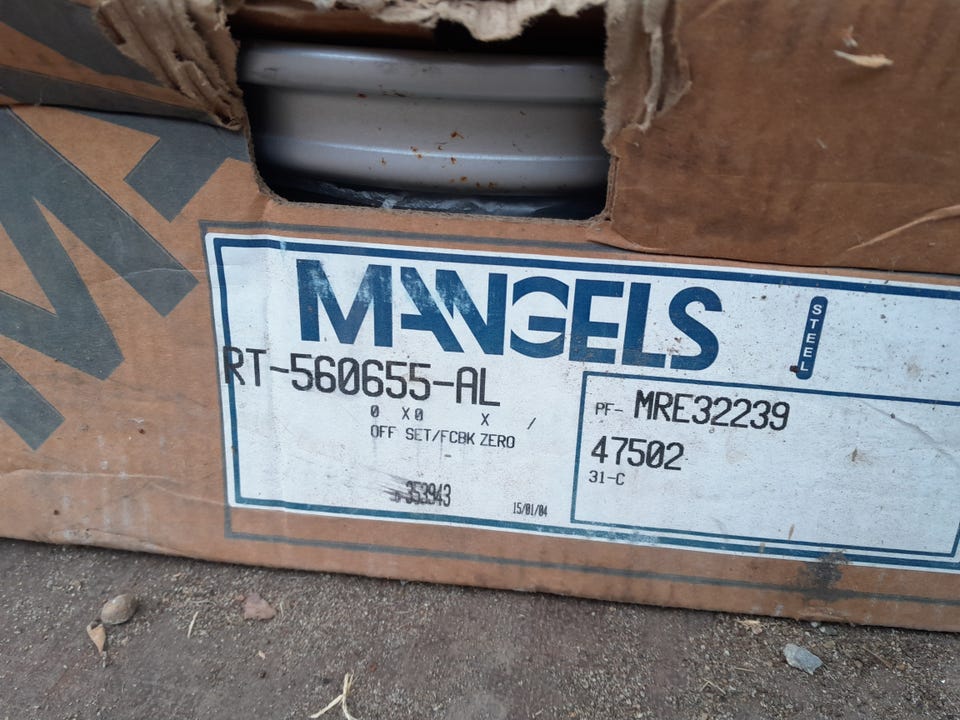 M
MANGELS
STEEL
RT-560655-AL
0 X0 X /
OFF SET/FCBK ZERO
-
353943
15/01/04
PF- MRE32239
47502
31-C